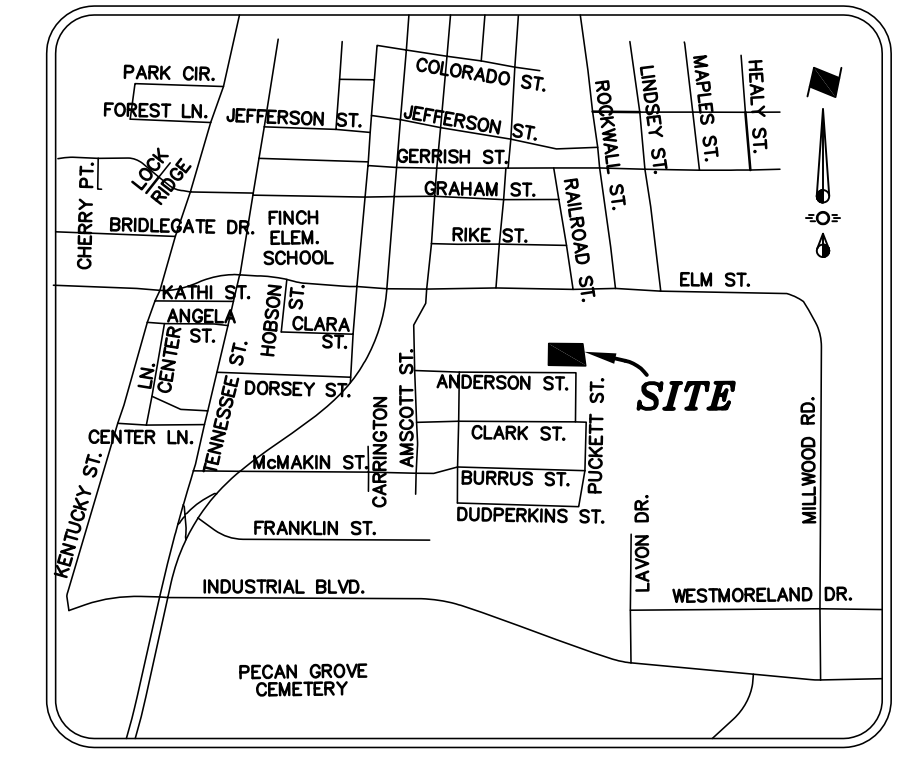 PARK CIR.
FOREST LN.
JEFFERSON ST.
COLORADO ST.
JEFFERSON ST.
GERRISH ST.
GRAHAM ST.
RIKE ST.
ROCKWALL ST.
LINDSEY ST.
MAPLES ST.
HEALY ST.
RAILROAD ST.
LOCK
RIDGE
CHERRY PT.
BRIDLEGATE DR.
FINCH
ELEM.
SCHOOL
ELM ST.
KATHI ST.
ANGELA
ST.
HOBSON
ST.
CLARA
ST.
CENTER
LN.
DORSEY ST.
TENNESSEE ST.
CENTER LN.
KENTUCKY ST.
McMAKIN ST.
CARRINGTON
AMSCOTT ST.
ANDERSON ST.
CLARK ST.
BURRUS ST.
DUDPERKINS ST.
PUCKETT ST.
SITE
MILLWOOD RD.
LAVON DR.
FRANKLIN ST.
INDUSTRIAL BLVD.
WESTMORELAND DR.
PECAN GROVE
CEMETERY